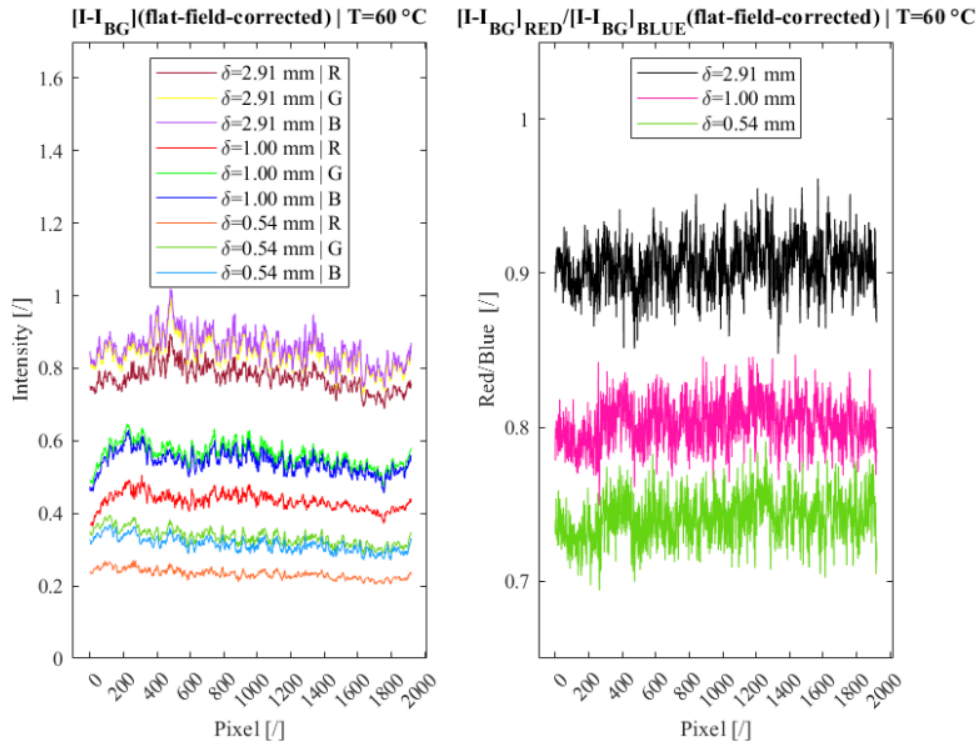 [I-I_BG](flat-field-corrected) | T=60 °C
δ=2.91 mm | R
δ=2.91 mm | G
δ=2.91 mm | B
δ=1.00 mm | R
δ=1.00 mm | G
δ=1.00 mm | B
δ=0.54 mm | R
δ=0.54 mm | G
δ=0.54 mm | B
Intensity [/]
1.6
1.4
1.2
1
0.8
0.6
0.4
0.2
0
0 200 400 600 800 1000 1200 1400 1600 1800 2000
Pixel [/]
[I-I_BG]_RED/[I-I_BG]_BLUE(flat-field-corrected) | T=60 °C
δ=2.91 mm
δ=1.00 mm
δ=0.54 mm
Red/Blue [/]
1
0.9
0.8
0.7
0 200 400 600 800 1000 1200 1400 1600 1800 2000
Pixel [/]